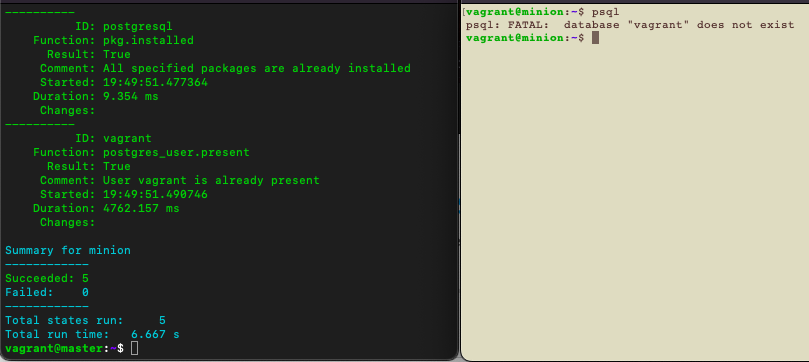 ----------
ID: postgresql
Function: pkg.installed
Result: True
Comment: All specified packages are already installed
Started: 19:49:51.477364
Duration: 9.354 ms
Changes:
----------
ID: vagrant
Function: postgres_user.present
Result: True
Comment: User vagrant is already present
Started: 19:49:51.490746
Duration: 4762.157 ms
Changes:
Summary for minion
------------
Succeeded: 5
Failed: 0
------------
Total states run: 5
Total run time: 6.667 s
vagrant@master:~$
[vagrant@minion:~$ psql
psql: FATAL: database "vagrant" does not exist
vagrant@minion:~$